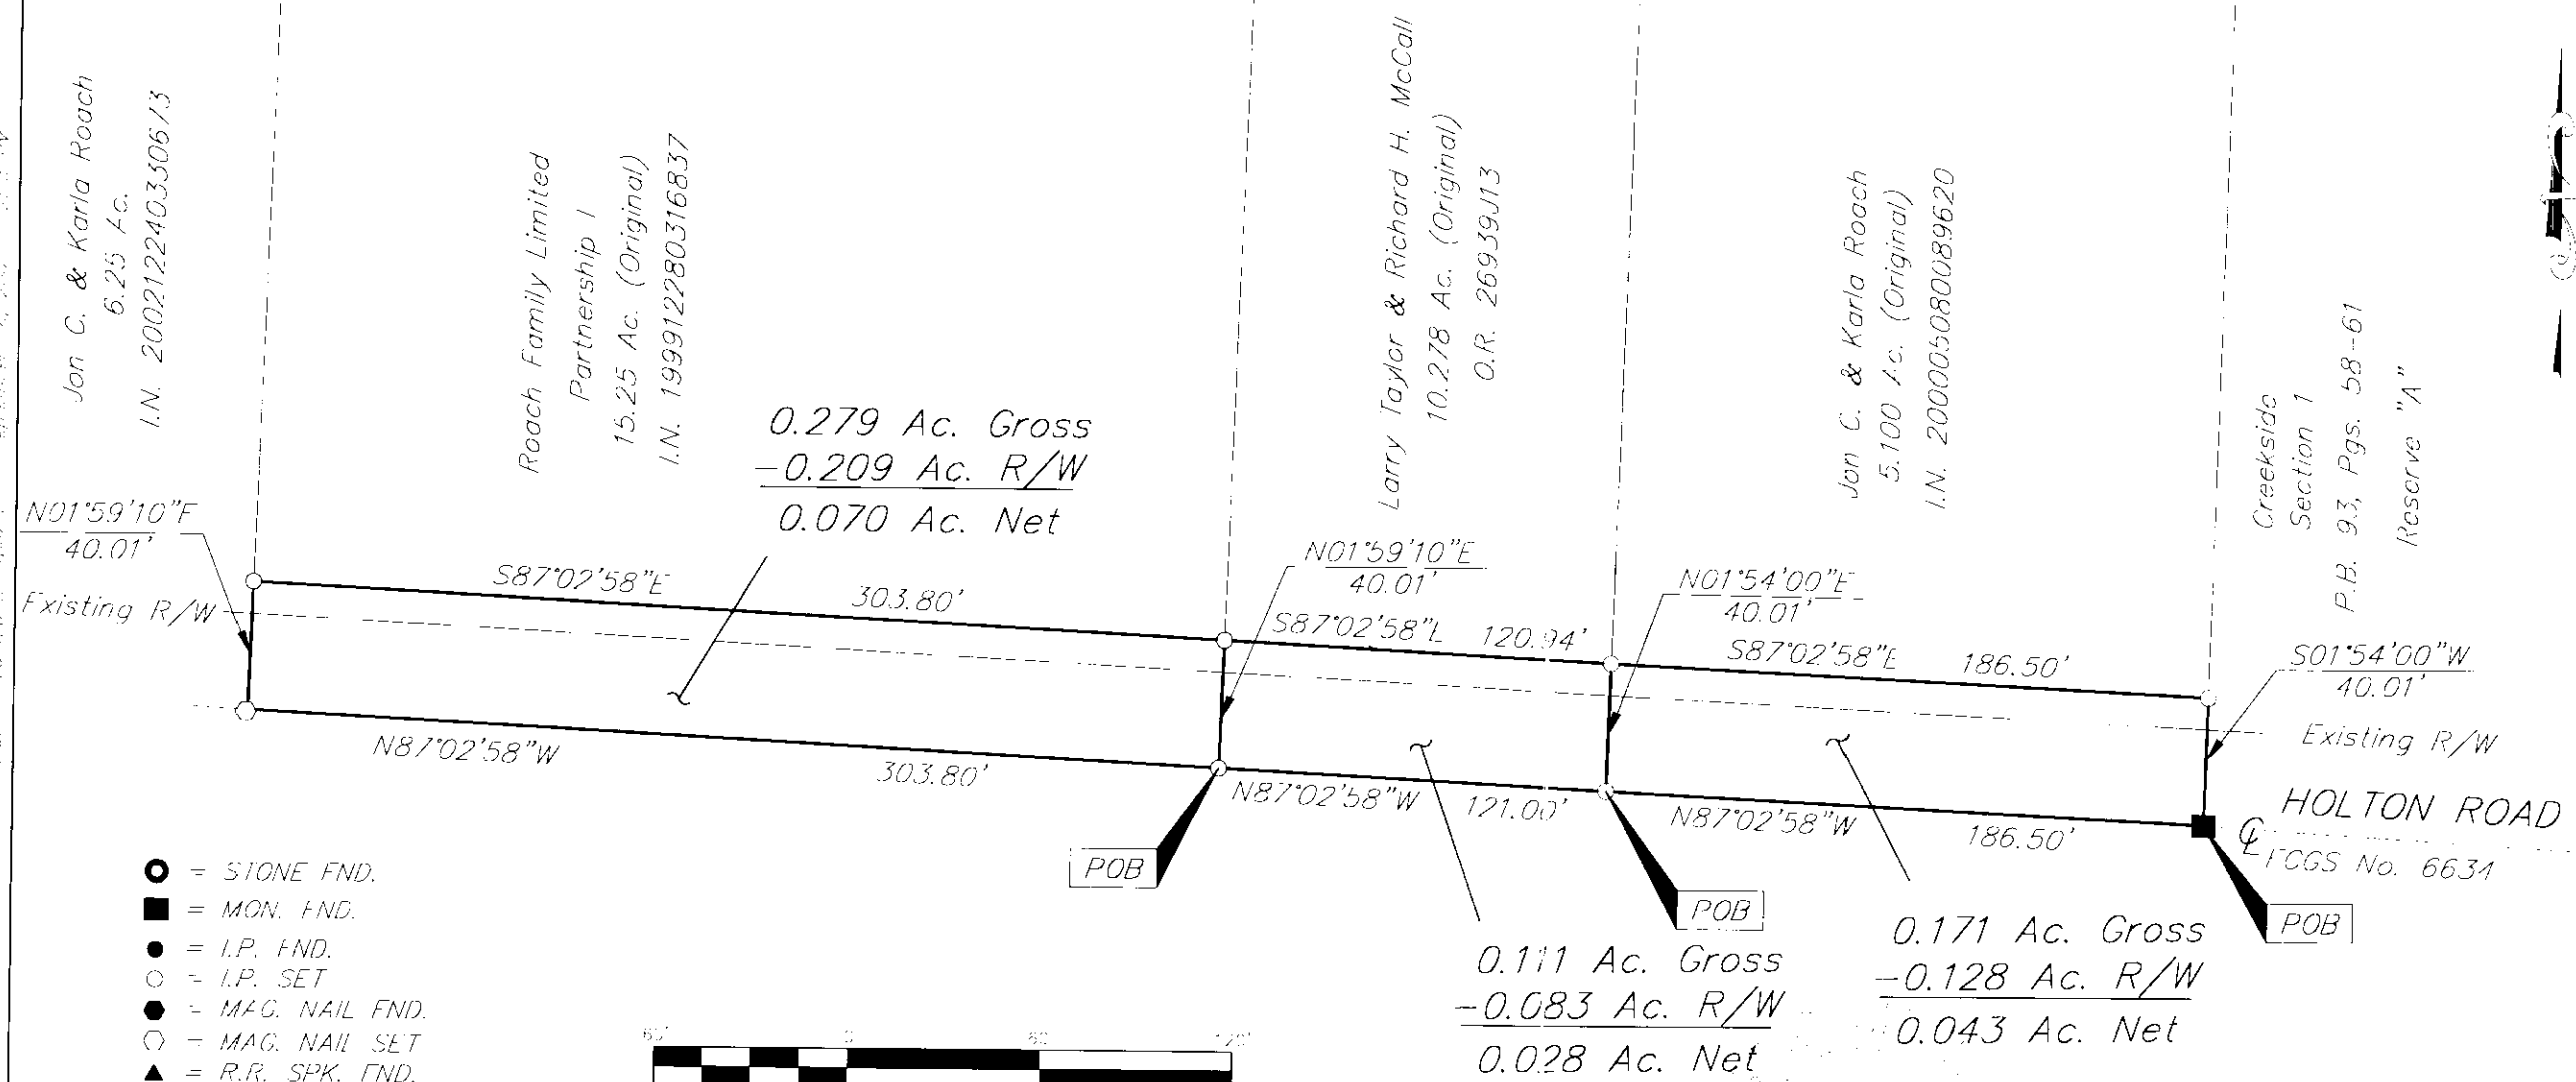 Jon C. & Karla Roach
6.25 Ac.
I.N. 200212240330673
Roach Family Limited
Partnership I
15.25 Ac. (Original)
I.N. 199912280316837
Larry Taylor & Richard H. McCall
10.278 Ac. (Original)
O.R. 26939J13
Jon C. & Karla Roach
5.100 Ac. (Original)
I.N. 200005080089620
Creekside
Section 1
P.B. 93, Pgs. 58-61
Reserve "A"
0.279 Ac. Gross
-0.209 Ac. R/W
0.070 Ac. Net
N01°59'10"E
40.01'
Existing R/W
S87°02'58"E 303.80'
N01°59'10"E
40.01'
S87°02'58"E 120.94'
N01°54'00"E
40.01'
S87°02'58"E 186.50'
S01°54'00"W
40.01'
Existing R/W
N87°02'58"W 303.80'
N87°02'58"W 121.00'
N87°02'58"W 186.50'
HOLTON ROAD
FCGS No. 6634
POB
POB
POB
0.111 Ac. Gross
-0.083 Ac. R/W
0.028 Ac. Net
0.171 Ac. Gross
-0.128 Ac. R/W
0.043 Ac. Net
= STONE FND.
= MON. FND.
= I.P. FND.
= I.P. SET
= MAG. NAIL FND.
= MAG. NAIL SET
= R.R. SPK. FND.
60' 0 60 120'